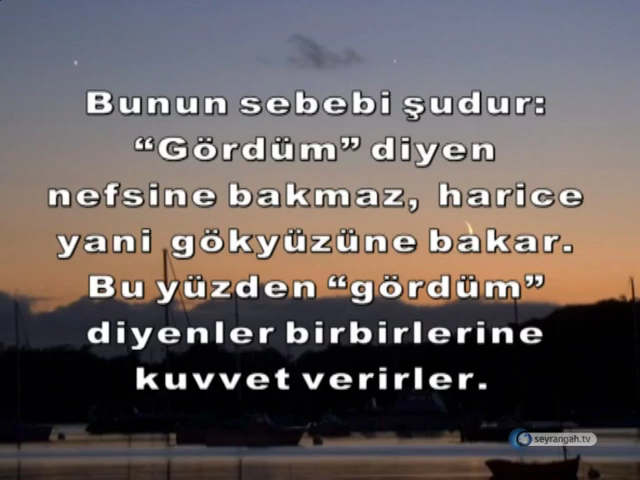 Bunun sebebi şudur:
“Gördüm” diyen
nefsine bakmaz, harice
yani gökyüzüne bakar.
Bu yüzden “gördüm”
diyenler birbirlerine
kuvvet verirler.
seyrangah.tv